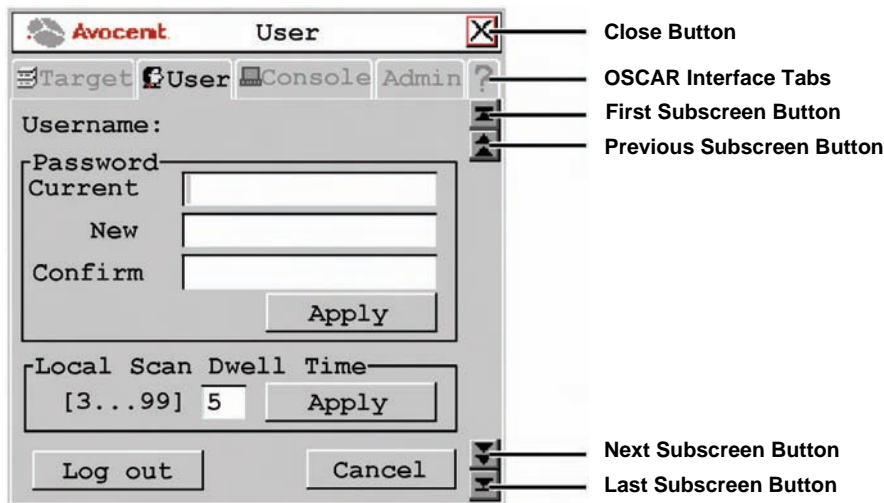 Avocent. User
Close Button
Target User Console Admin ?
OSCAR Interface Tabs
First Subscreen Button
Username:
Previous Subscreen Button
Password
Current
New
Confirm
Apply
Local Scan Dwell Time
[3...99] 5 Apply
Next Subscreen Button
Log out Cancel
Last Subscreen Button